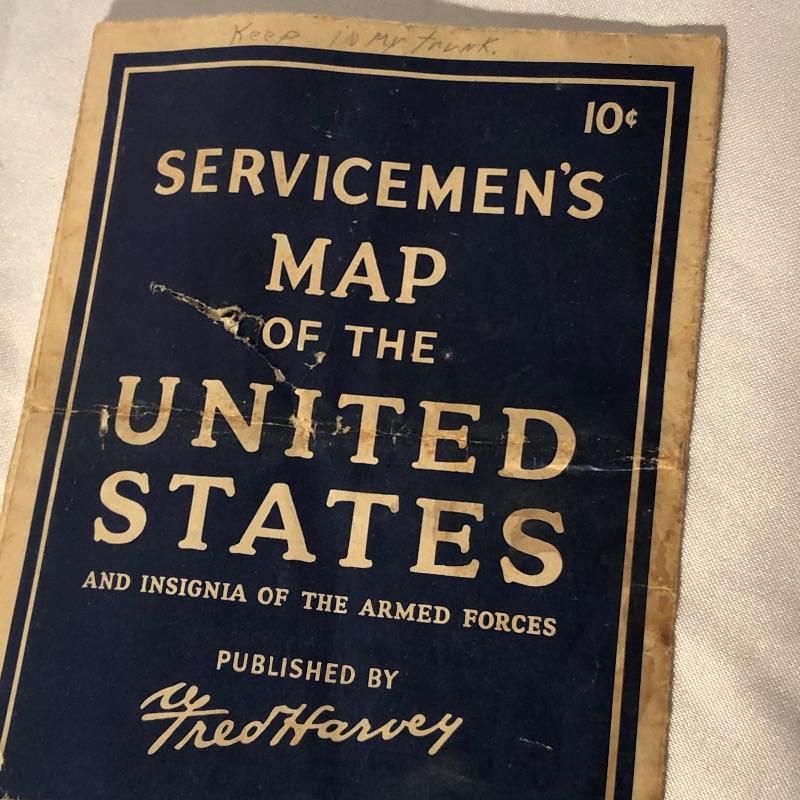 Keep in my trunk.
10¢
SERVICEMEN'S
MAP
OF THE
UNITED
STATES
AND INSIGNIA OF THE ARMED FORCES
PUBLISHED BY
Fred Harvey